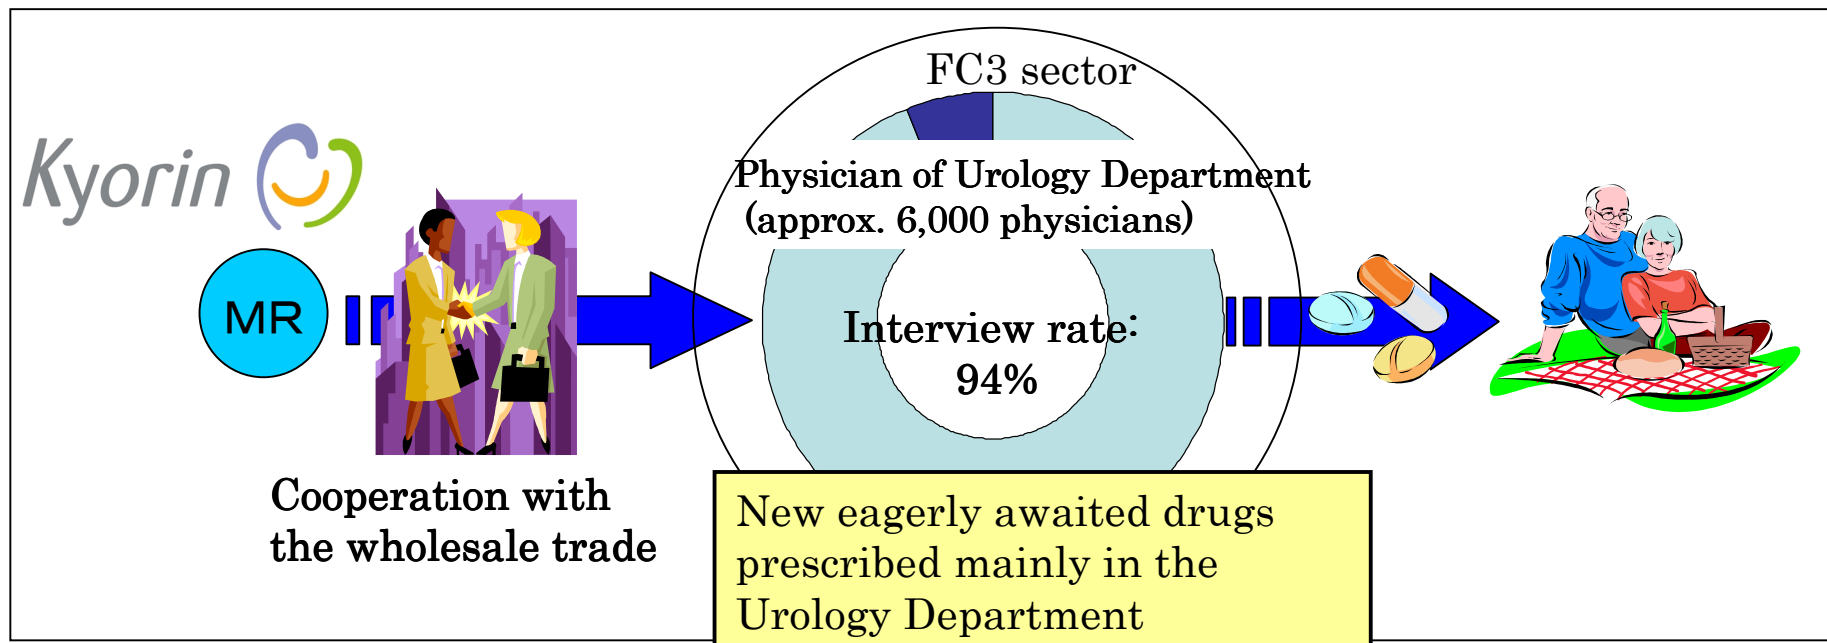 FC3 sector
Kyorin
Physician of Urology Department
(approx. 6,000 physicians)
MR
Interview rate:
94%
Cooperation with
the wholesale trade
New eagerly awaited drugs
prescribed mainly in the
Urology Department